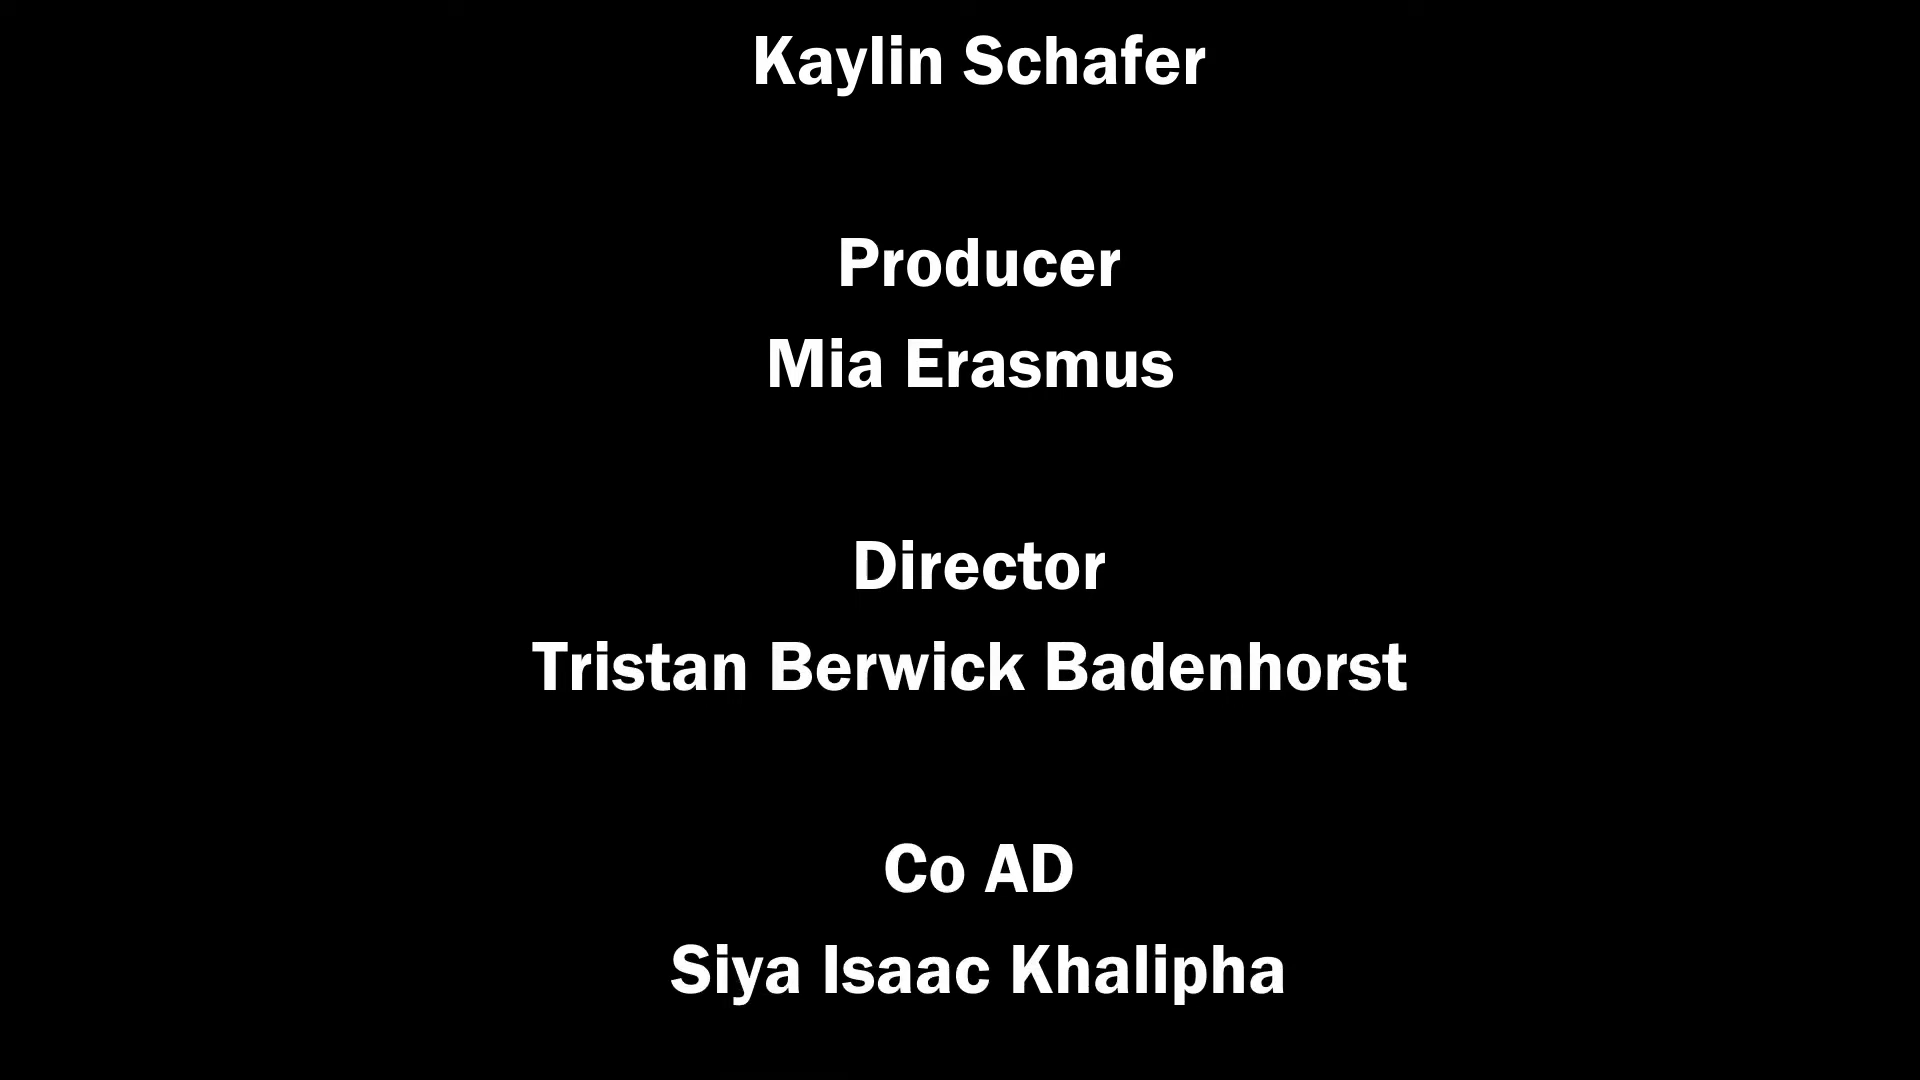 Kaylin Schafer
Producer
Mia Erasmus
Director
Tristan Berwick Badenhorst
Co AD
Siya Isaac Khalipha